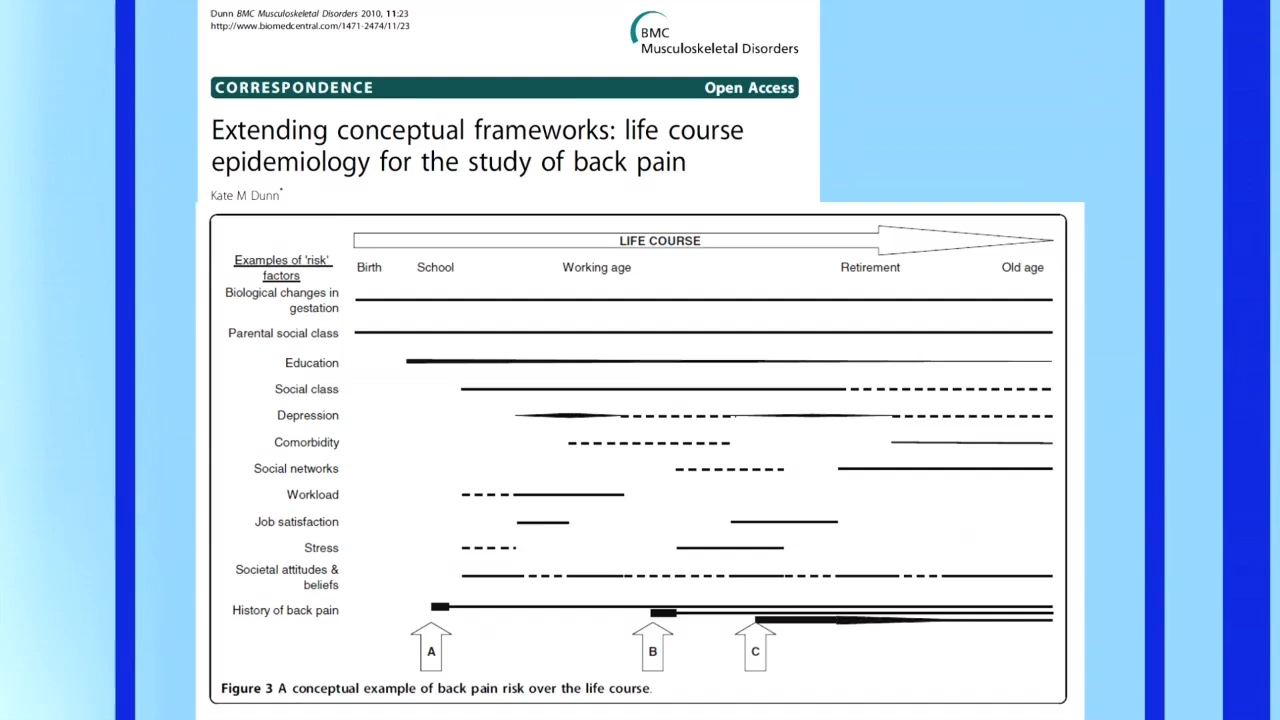 Dunn BMC Musculoskeletal Disorders 2010, 11:23
http://www.biomedcentral.com/1471-2474/11/23
BMC
Musculoskeletal Disorders
CORRESPONDENCE Open Access
Extending conceptual frameworks: life course
epidemiology for the study of back pain
Kate M Dunn*
LIFE COURSE
Examples of 'risk'
factors
Birth School Working age Retirement Old age
Biological changes in
gestation
Parental social class
Education
Social class
Depression
Comorbidity
Social networks
Workload
Job satisfaction
Stress
Societal attitudes &
beliefs
History of back pain
A B C
Figure 3 A conceptual example of back pain risk over the life course.